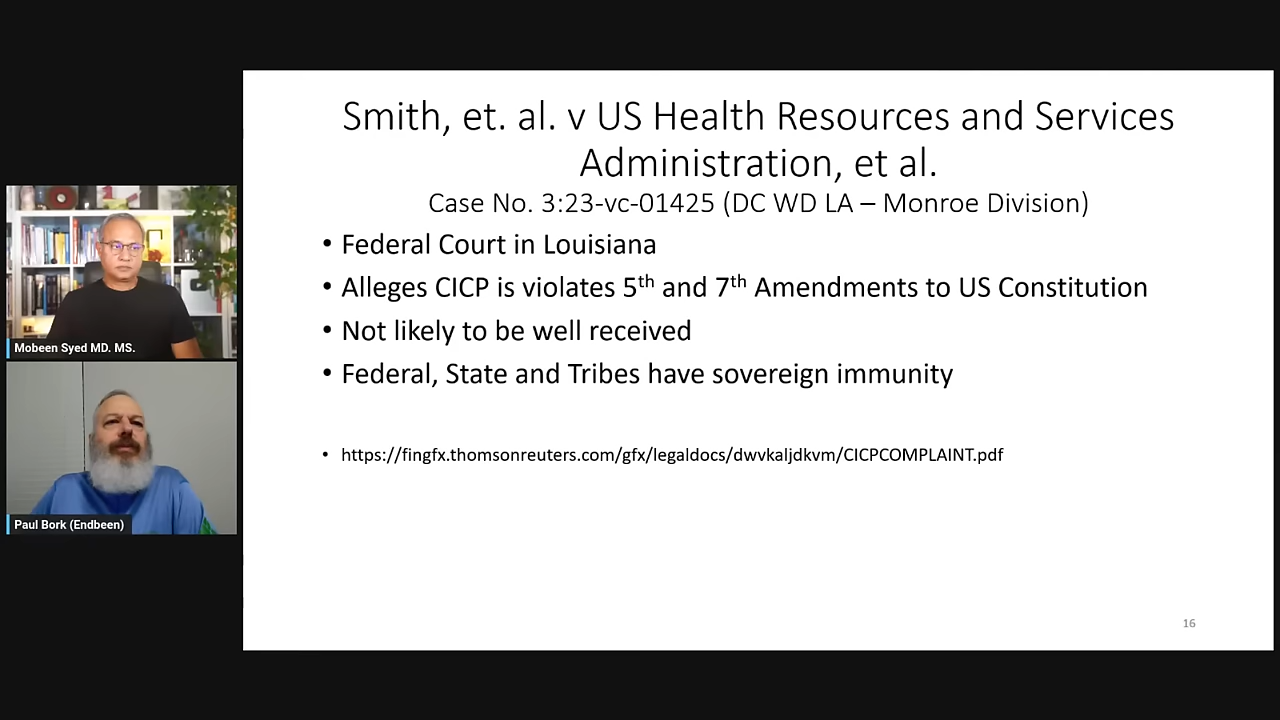 Smith, et. al. v US Health Resources and Services
Administration, et al.
Case No. 3:23-vc-01425 (DC WD LA – Monroe Division)
• Federal Court in Louisiana
• Alleges CICP is violates 5th and 7th Amendments to US Constitution
• Not likely to be well received
• Federal, State and Tribes have sovereign immunity
• https://fingfx.thomsonreuters.com/gfx/legaldocs/dwvkaljdkvm/CICPCOMPLAINT.pdf
16
Mobeen Syed MD. MS.
Paul Bork (Endbeen)